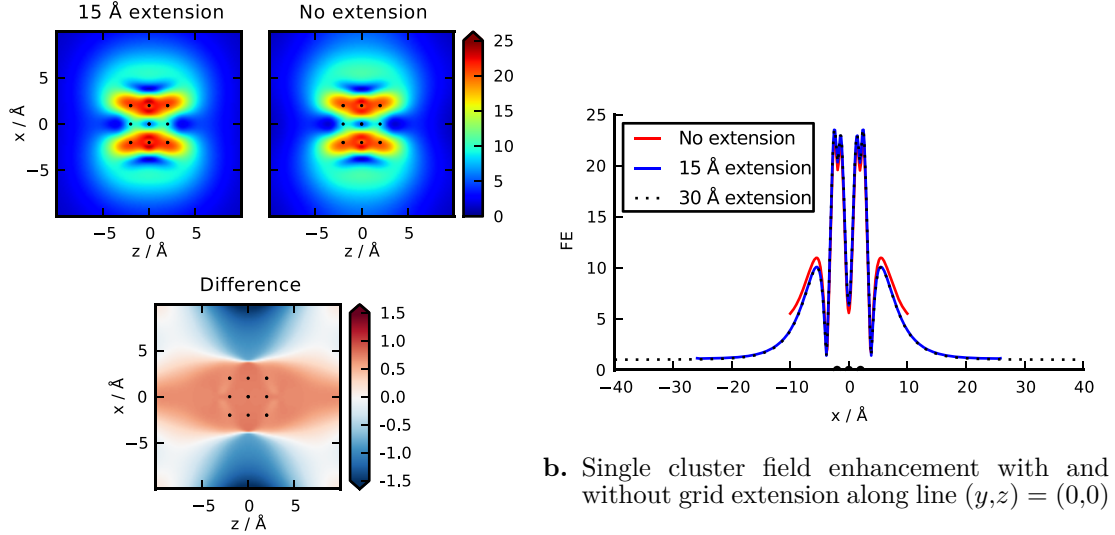 15 Å extension
No extension
5
0
−5
x / Å
−5 0 5
z / Å
−5 0 5
z / Å
25
20
15
10
5
0
Difference
5
0
−5
x / Å
−5 0 5
z / Å
1.5
1.0
0.5
0.0
-0.5
-1.0
-1.5
25
20
15
10
5
0
FE
No extension
15 Å extension
30 Å extension
−40 −30 −20 −10 0 10 20 30 40
x / Å
b. Single cluster field enhancement with and
without grid extension along line (y,z) = (0,0)